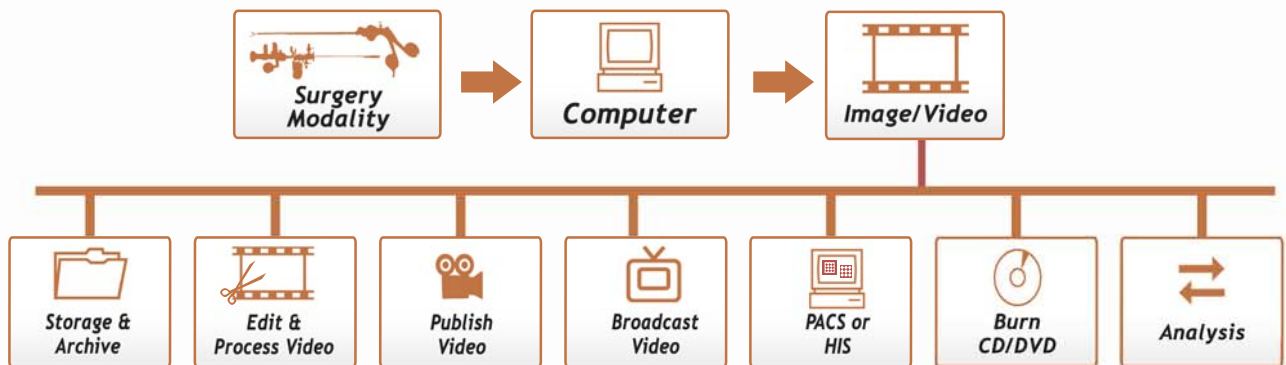 Surgery
Modality
Computer
Image/Video
Storage &
Archive
Edit &
Process Video
Publish
Video
Broadcast
Video
PACS or
HIS
Burn
CD/DVD
Analysis